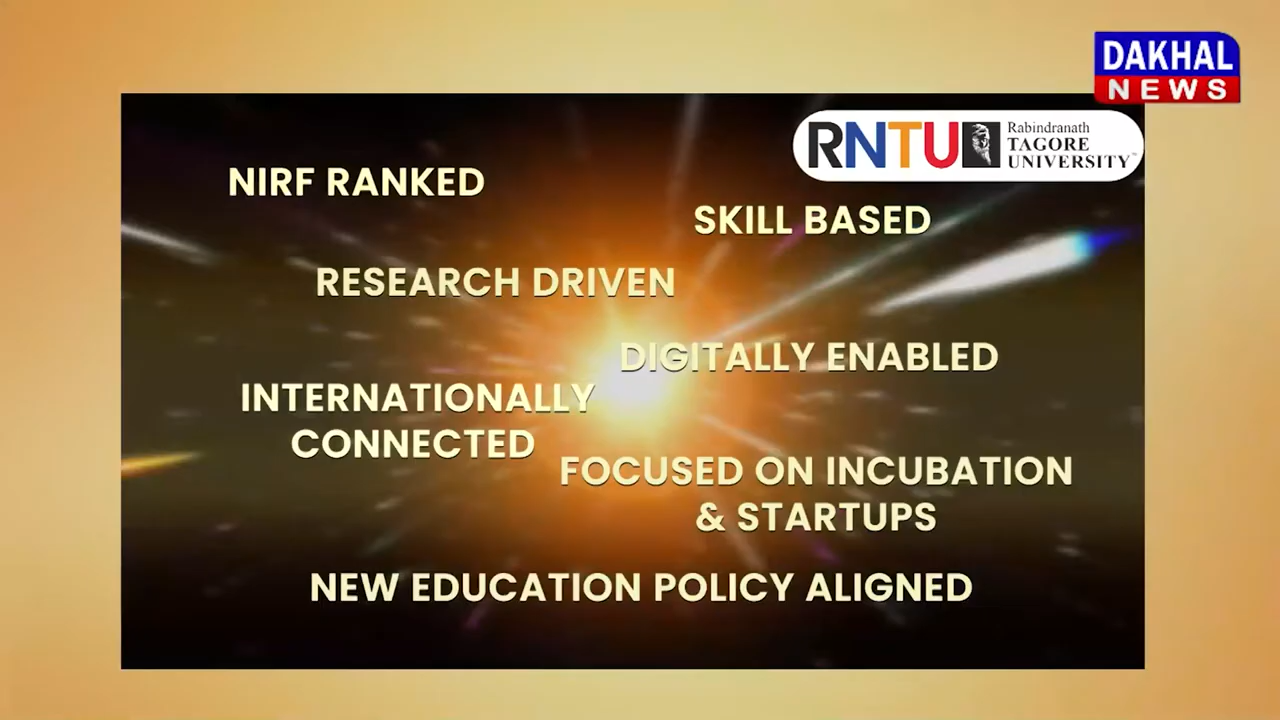 DAKHAL
NEWS
RNTU
Rabindranath
TAGORE
UNIVERSITY™
NIRF RANKED
SKILL BASED
RESEARCH DRIVEN
DIGITALLY ENABLED
INTERNATIONALLY
CONNECTED
FOCUSED ON INCUBATION
& STARTUPS
NEW EDUCATION POLICY ALIGNED